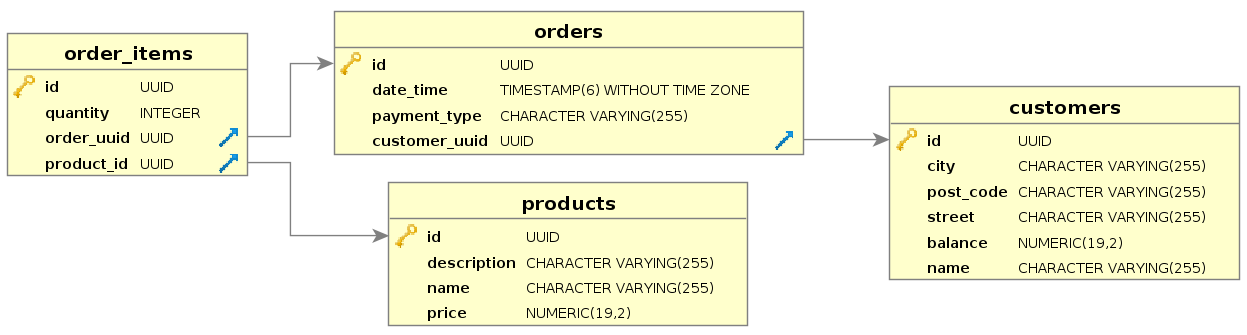 order_items
id UUID
quantity INTEGER
order_uuid UUID
product_id UUID
orders
id UUID
date_time TIMESTAMP(6) WITHOUT TIME ZONE
payment_type CHARACTER VARYING(255)
customer_uuid UUID
products
id UUID
description CHARACTER VARYING(255)
name CHARACTER VARYING(255)
price NUMERIC(19,2)
customers
id UUID
city CHARACTER VARYING(255)
post_code CHARACTER VARYING(255)
street CHARACTER VARYING(255)
balance NUMERIC(19,2)
name CHARACTER VARYING(255)